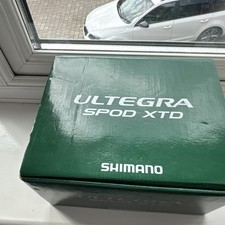 ULTEGRA
SPOD XTD
SHIMANO